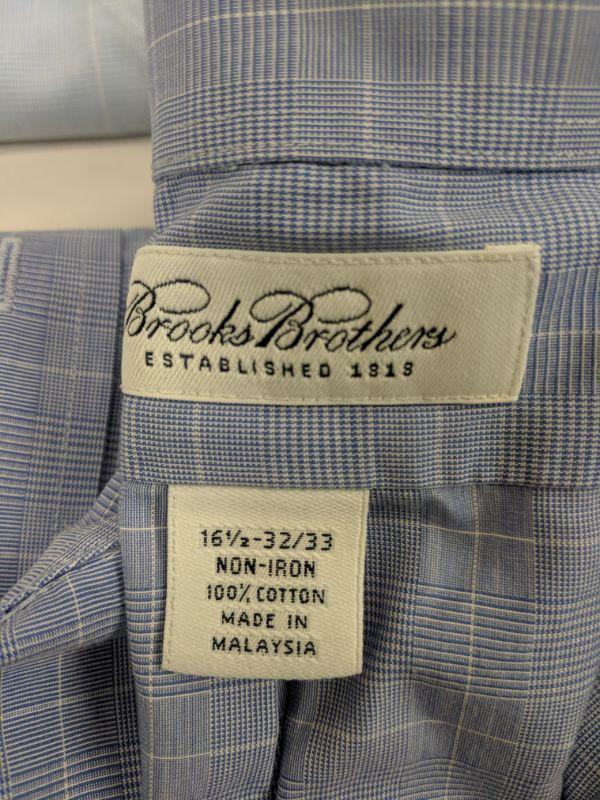 Brooks Brothers
ESTABLISHED 1818
16½-32/33
NON-IRON
100% COTTON
MADE IN
MALAYSIA